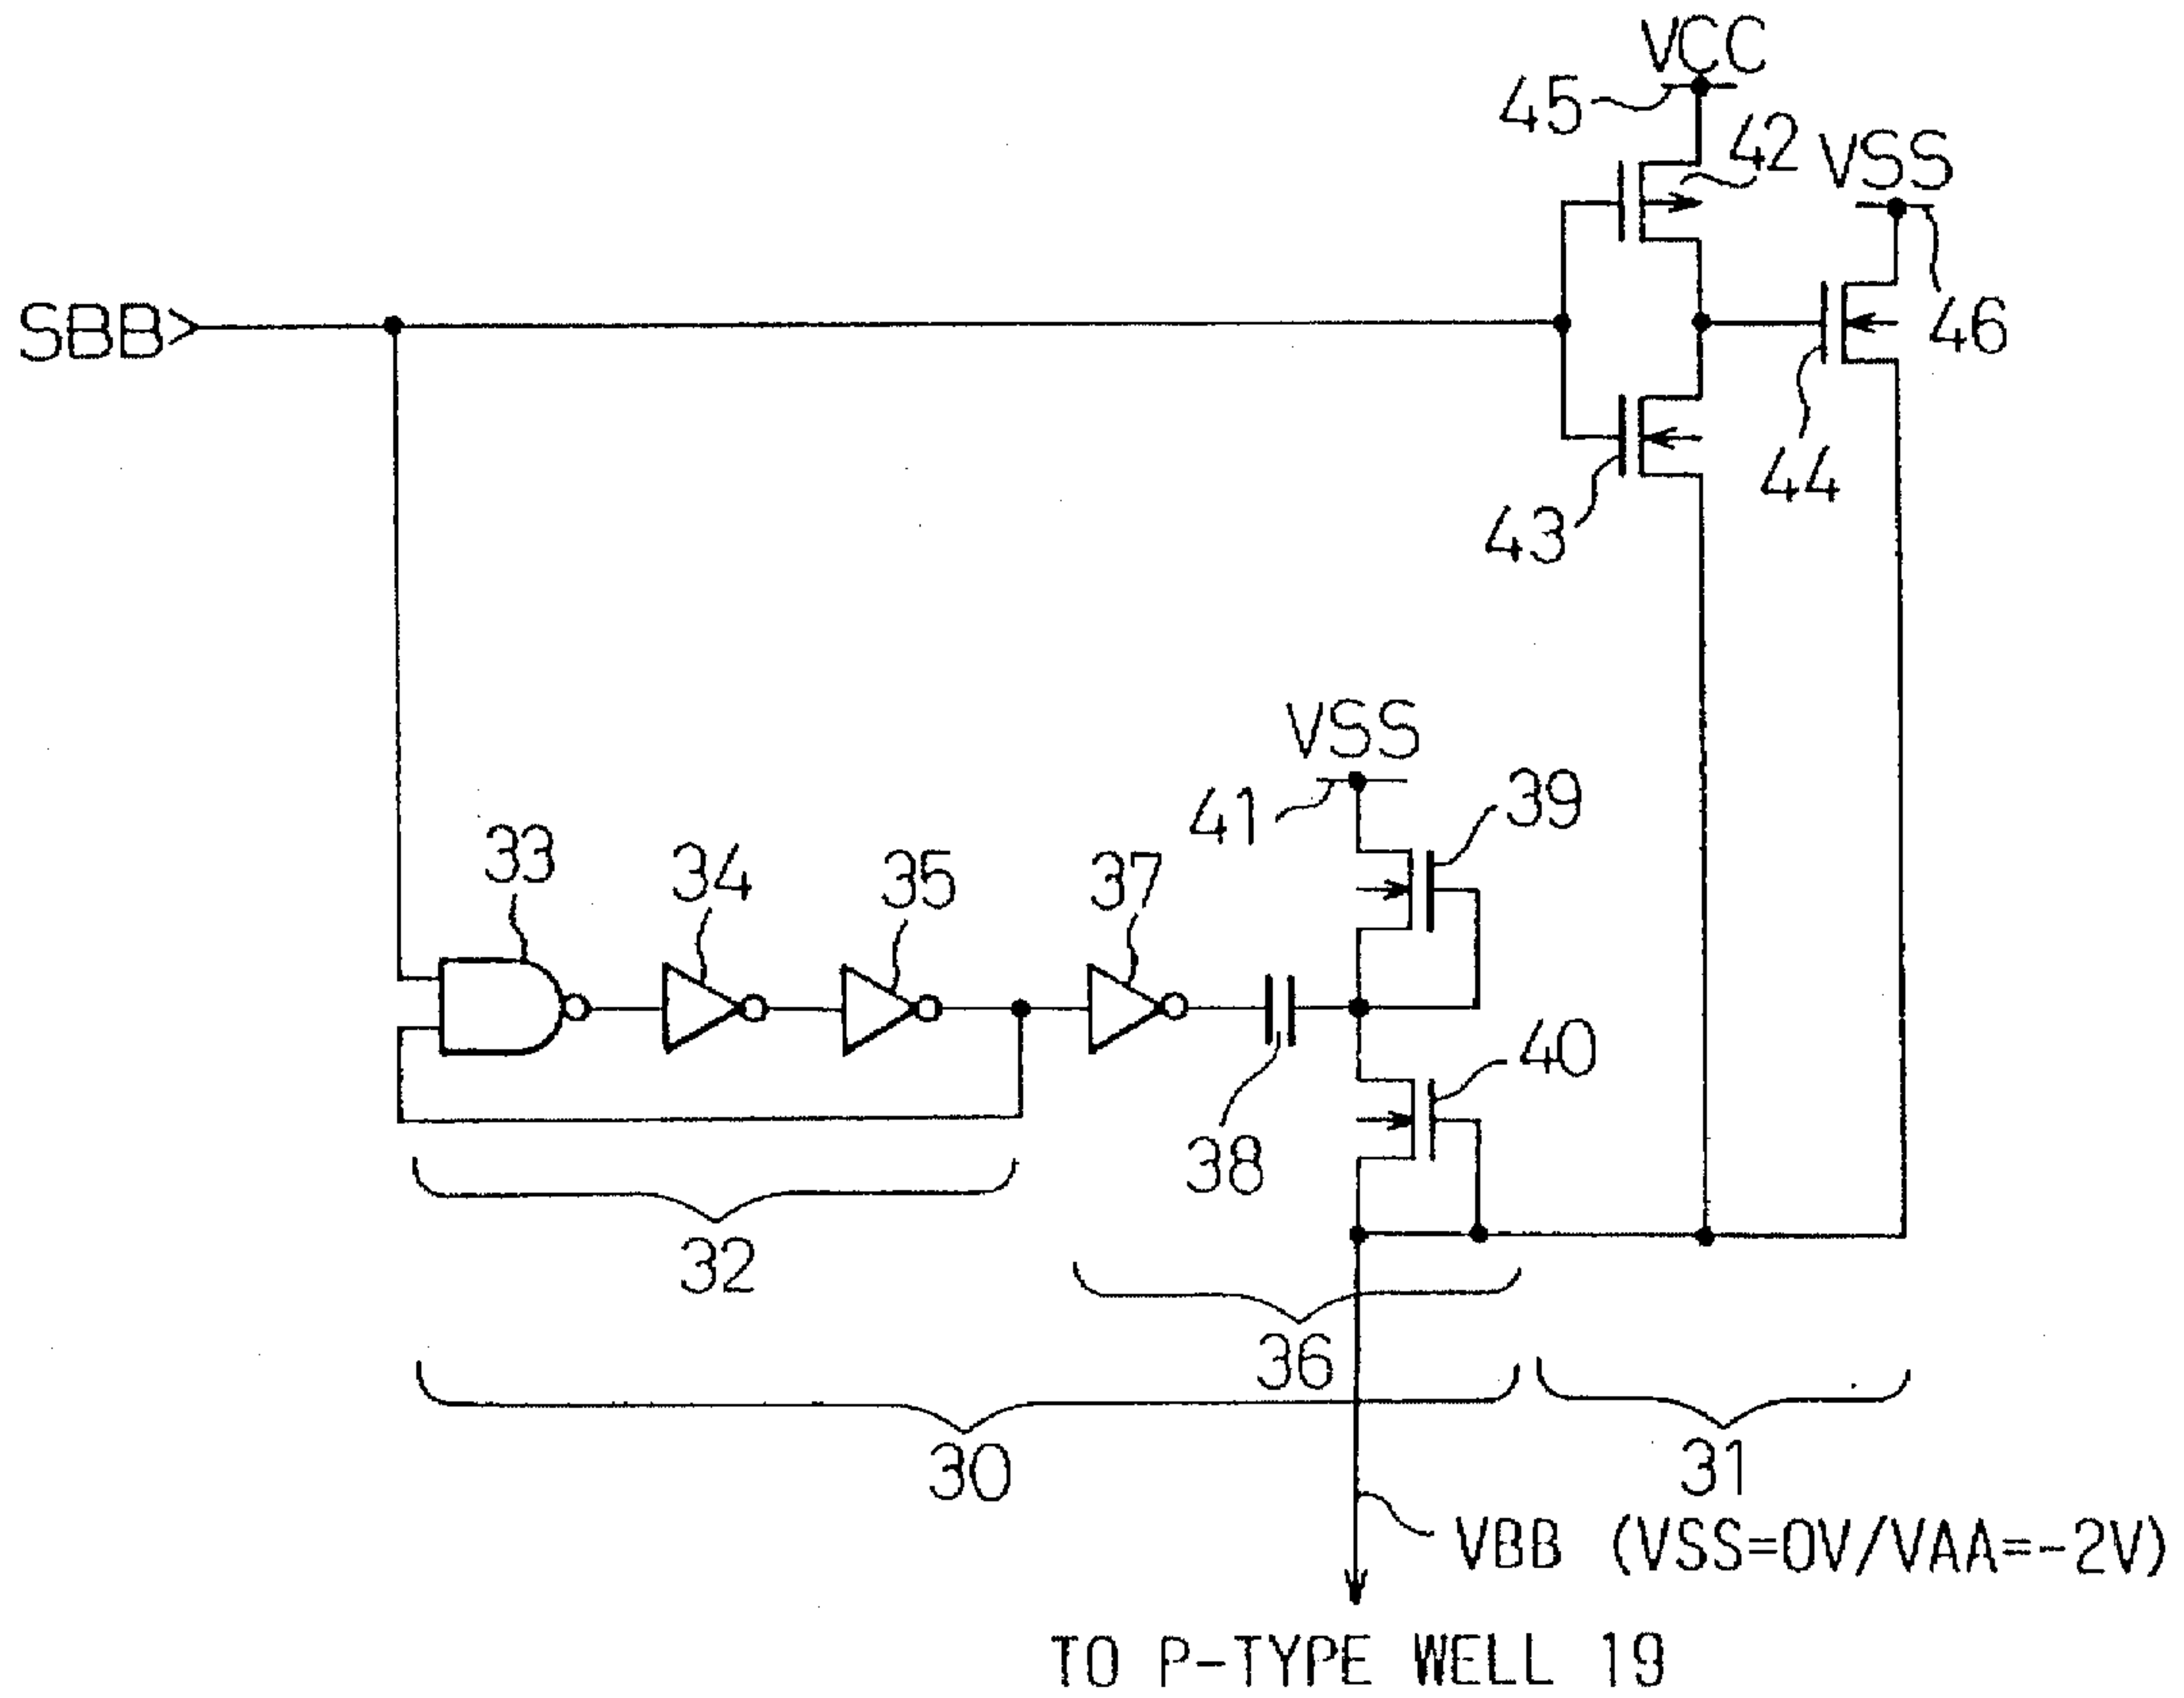 VCC
45
42
VSS
SBB
46
44
43
VSS
41
39
33
34
35
37
40
38
32
36
30
31
VBB (VSS=0V/VAA=-2V)
TO P-TYPE WELL 19